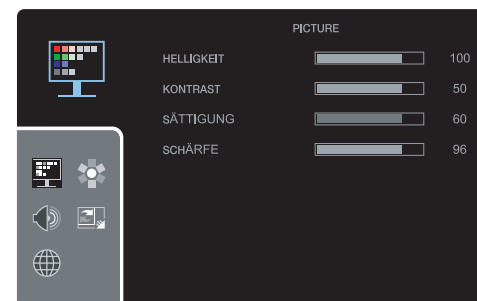 PICTURE
HELLIGKEIT 100
KONTRAST 50
SÄTTIGUNG 60
SCHÄRFE 96